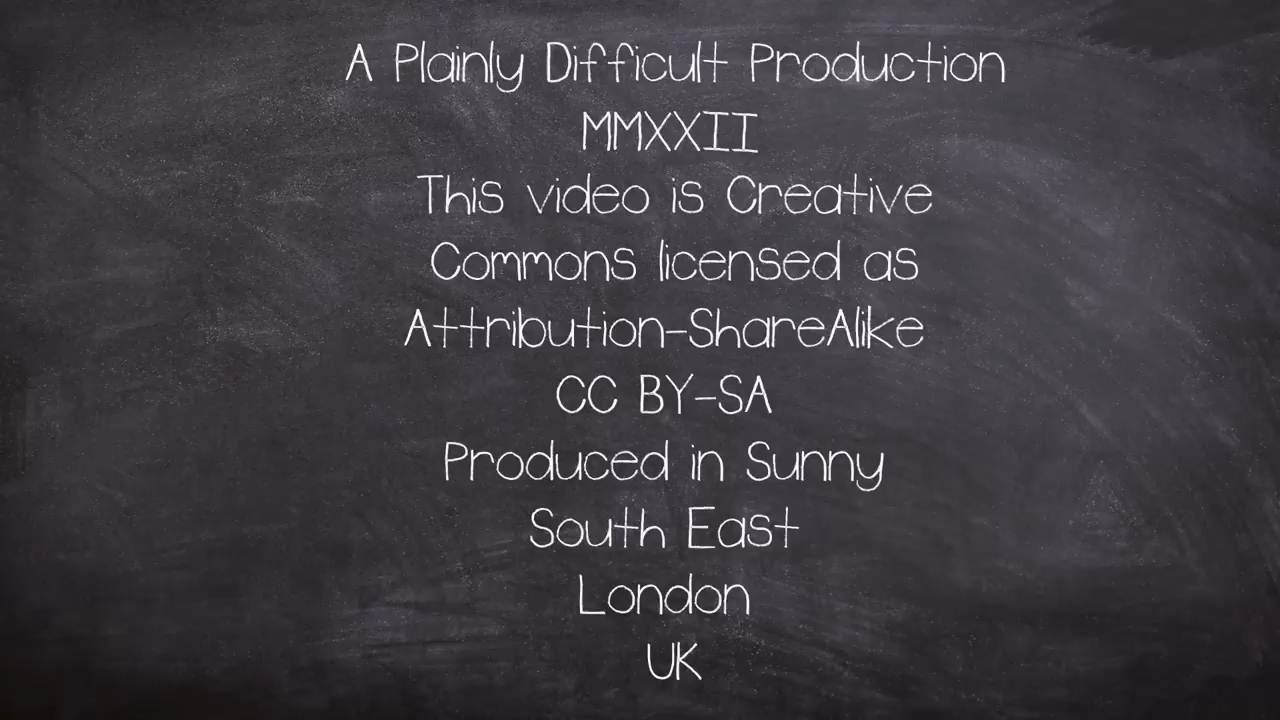 A Plainly Difficult Production
MMXXII
This video is Creative
Commons licensed as
Attribution-ShareAlike
CC BY-SA
Produced in Sunny
South East
London
UK